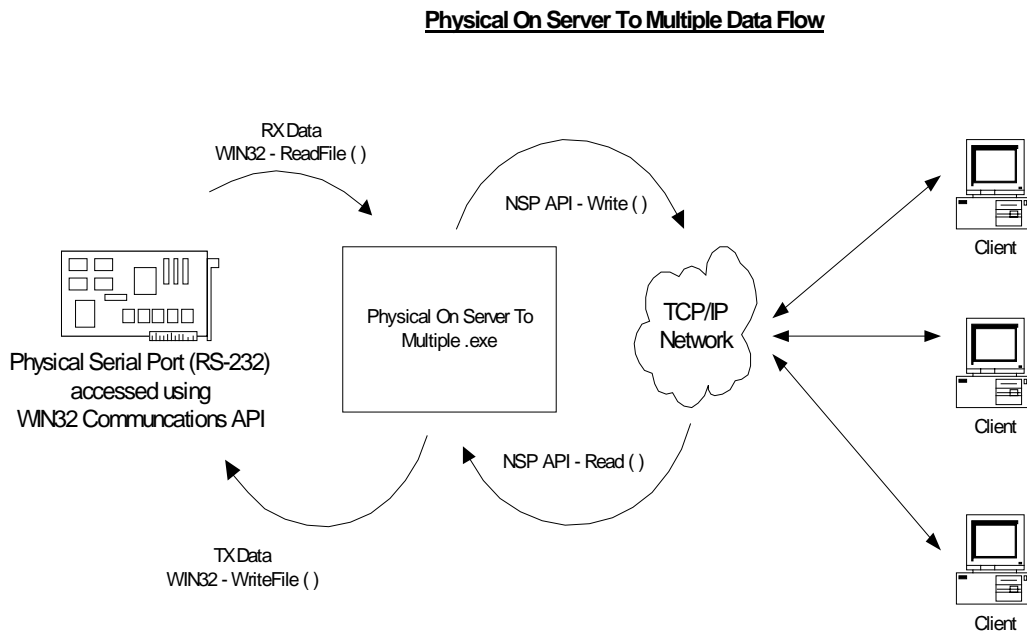 Physical On Server To Multiple Data Flow
RX Data
WIN32 - ReadFile ( )
NSP API - Write ( )
Client
Physical On Server To
Multiple .exe
TCP/IP
Network
Physical Serial Port (RS-232)
accessed using
WIN32 Communcations API
Client
NSP API - Read ( )
TX Data
WIN32 - WriteFile ( )
Client